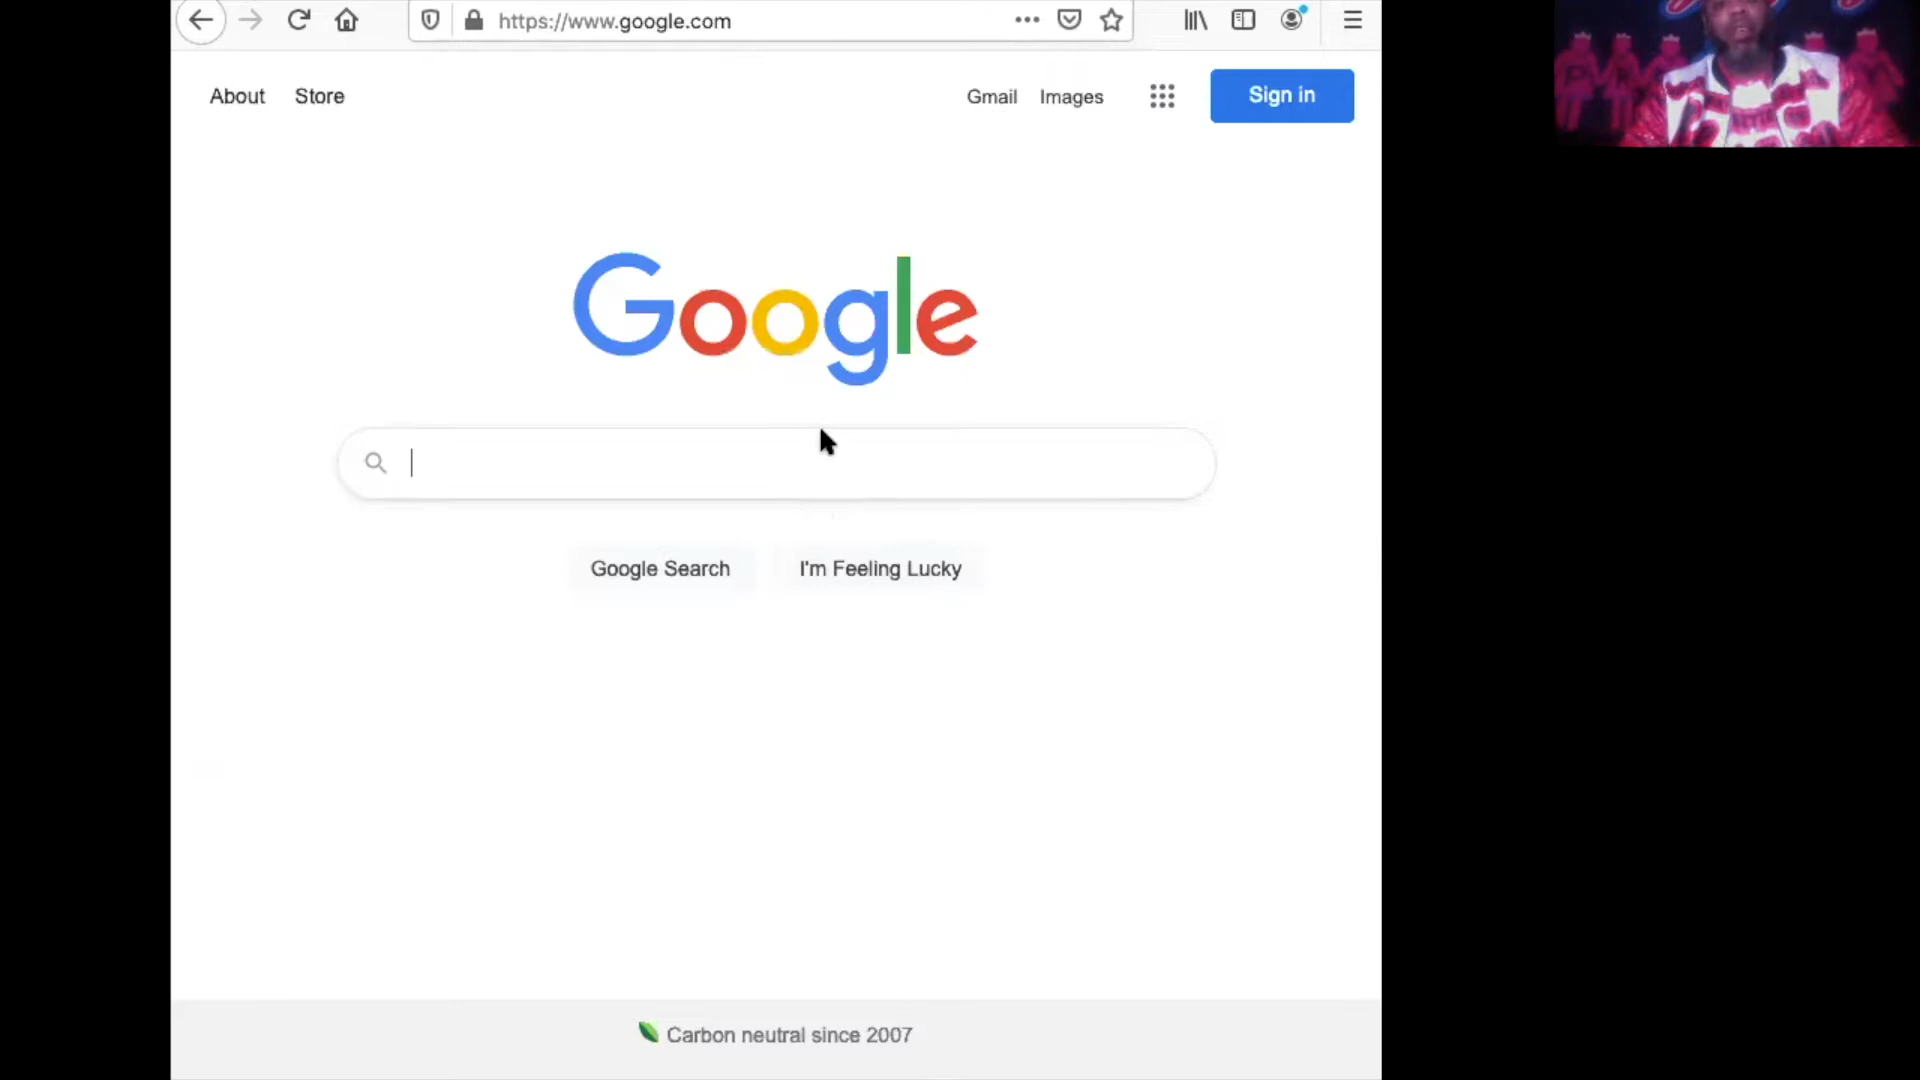 https://www.google.com
About Store Gmail Images Sign in
Google
Google Search I'm Feeling Lucky
Carbon neutral since 2007